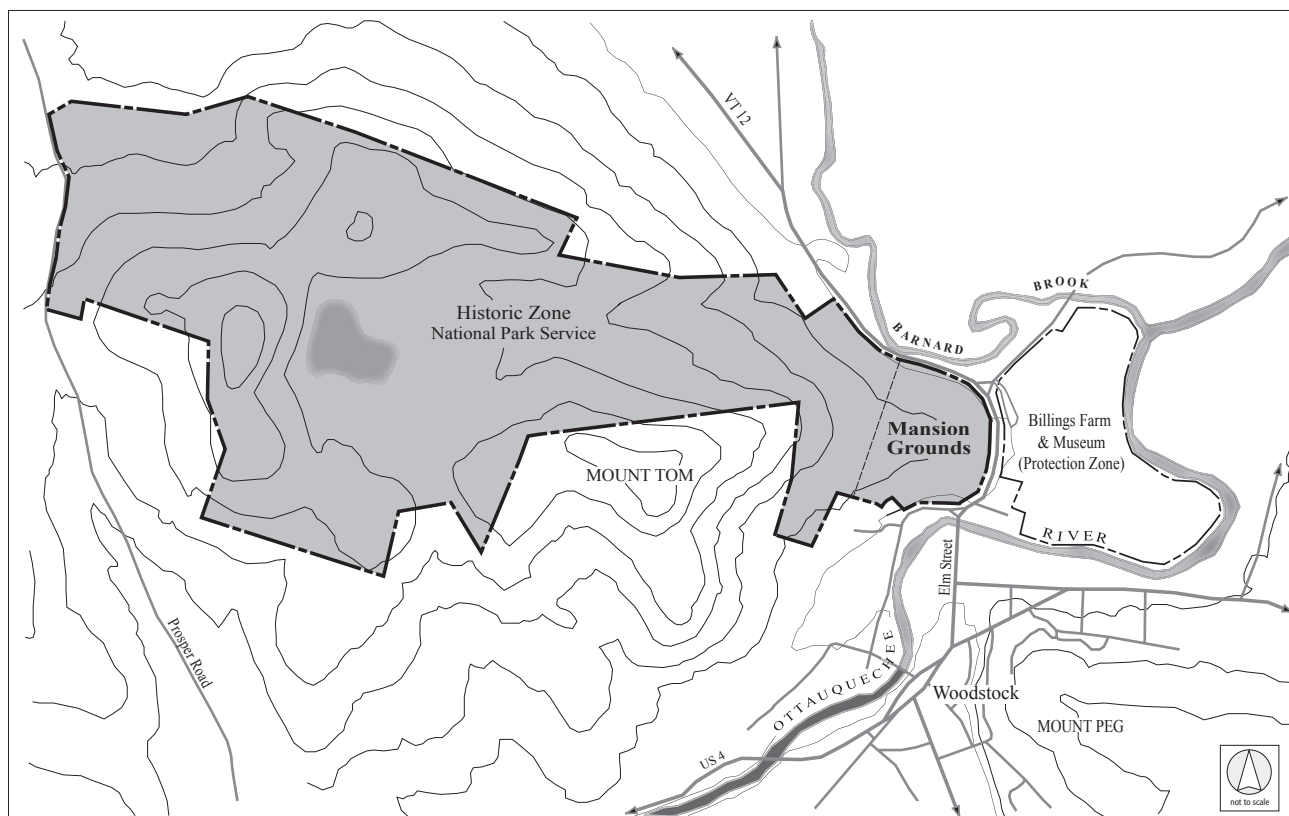 VT 12
BROOK
BARNARD
Historic Zone
National Park Service
Mansion
Grounds
Billings Farm
& Museum
(Protection Zone)
MOUNT TOM
RIVER
Elm Street
Prosper Road
OTTAUQUECHEE
Woodstock
MOUNT PEG
US 4
not to scale